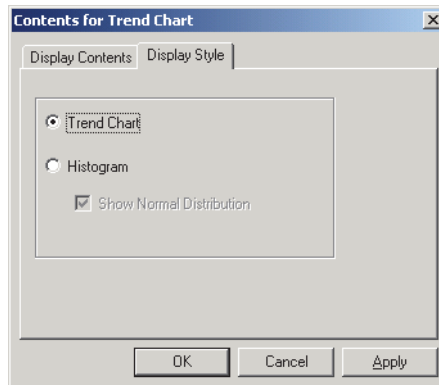 Contents for Trend Chart
Display Contents Display Style
Trend Chart
Histogram
Show Normal Distribution
OK Cancel Apply